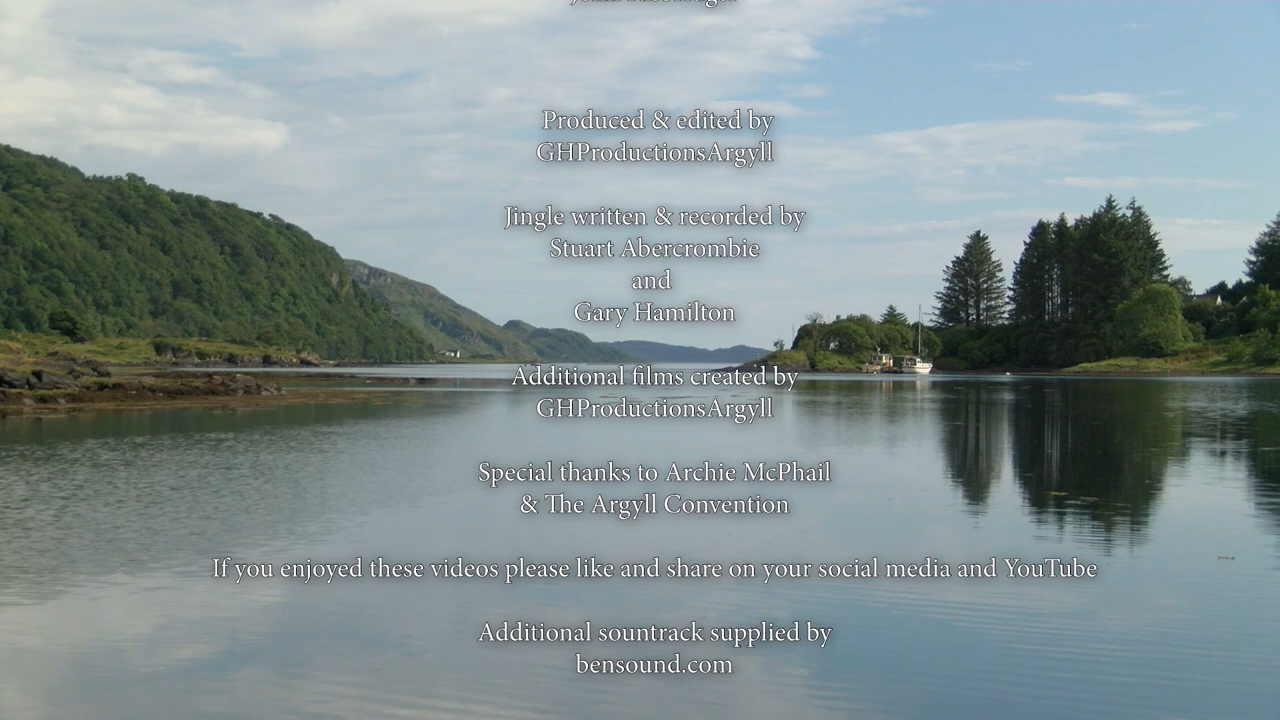 Produced & edited by
GHProductionsArgyll
Jingle written & recorded by
Stuart Abercrombie
and
Gary Hamilton
Additional films created by
GHProductionsArgyll
Special thanks to Archie McPhail
& The Argyll Convention
If you enjoyed these videos please like and share on your social media and YouTube
Additional sountrack supplied by
bensound.com